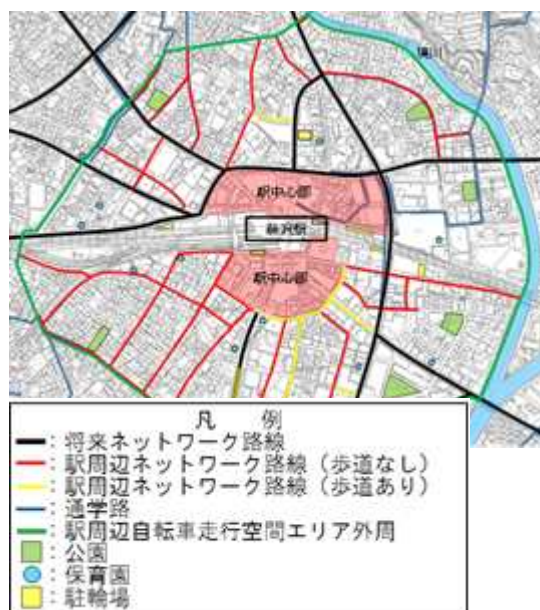 境川
駅中心部
藤沢駅
駅中心部
凡 例
：将来ネットワーク路線
：駅周辺ネットワーク路線（歩道なし）
：駅周辺ネットワーク路線（歩道あり）
：通学路
：駅周辺自転車走行空間エリア外周
：公園
：保育園
：駐輪場